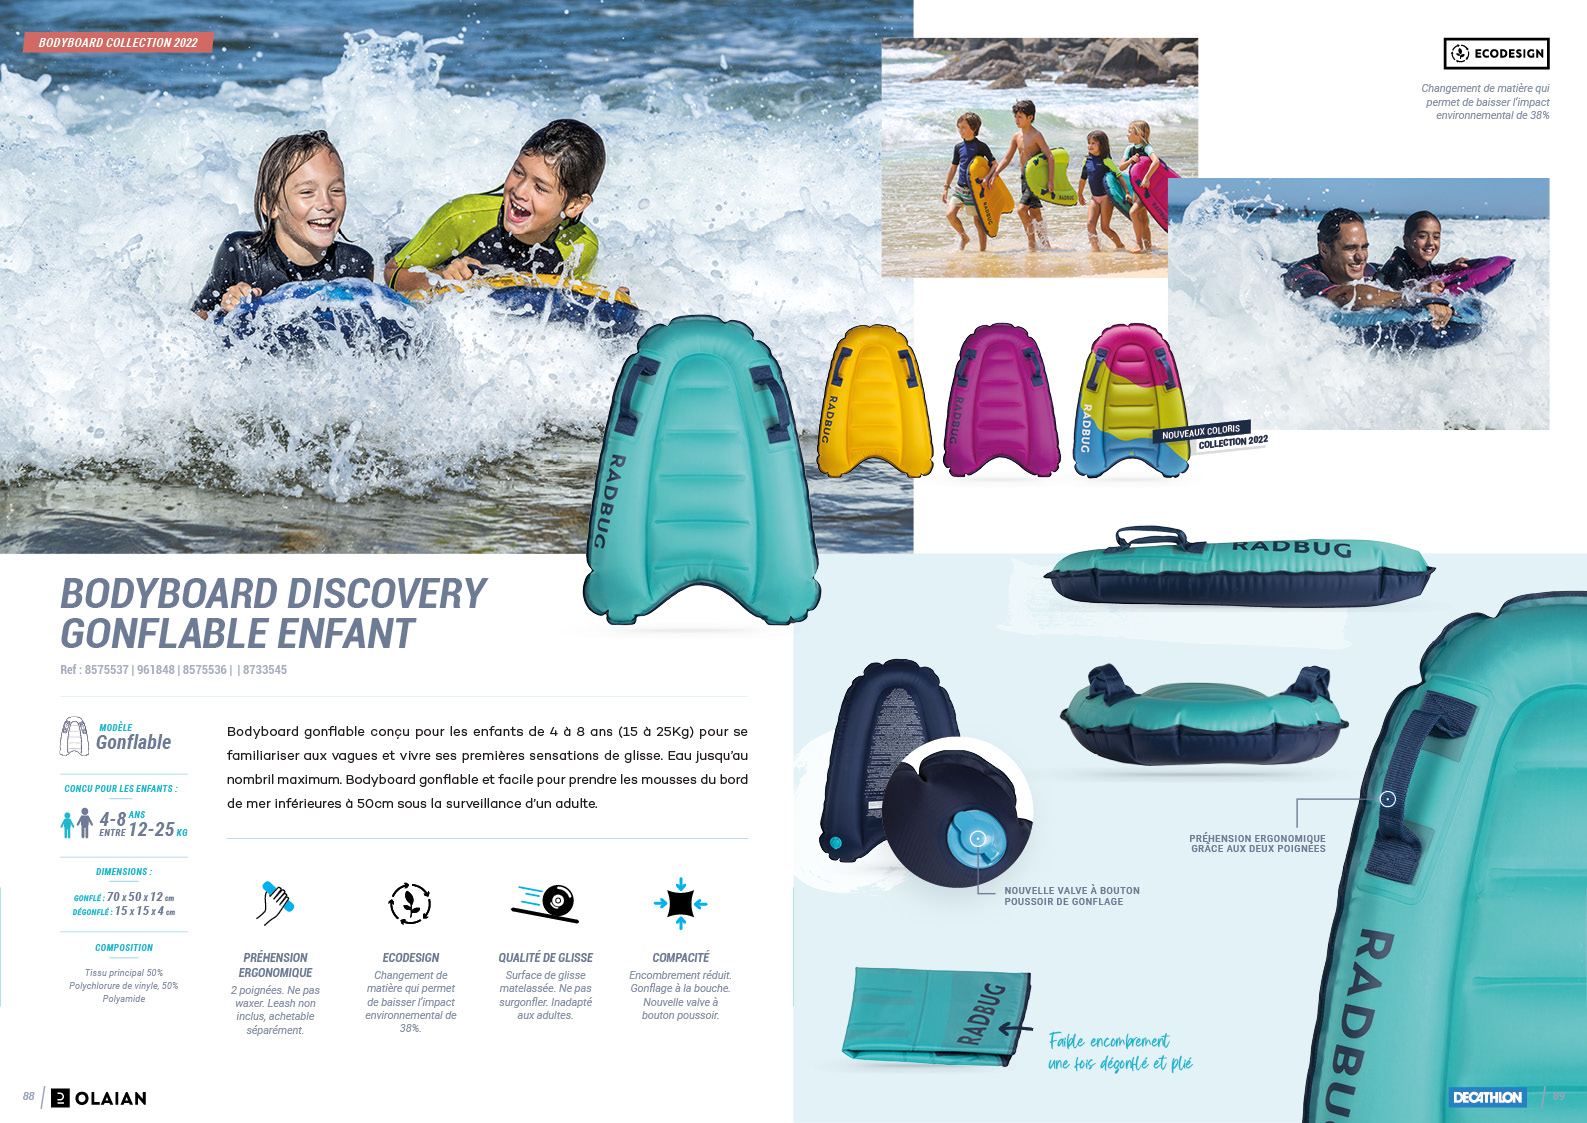 BODYBOARD COLLECTION 2022
ECODESIGN
Changement de matière qui
permet de baisser l'impact
environnemental de 38%
RADBUG
RADBUG
RADBUG
RADBUG
RADBUG
RADBUG
RADBUG
NOUVEAUX COLORIS
COLLECTION 2022
BODYBOARD DISCOVERY
GONFLABLE ENFANT
Ref : 8575537 | 961848 | 8575536 | | 8733545
MODÈLE
Gonflable
CONCU POUR LES ENFANTS :
4-8 ANS
ENTRE 12-25 KG
DIMENSIONS :
GONFLÉ : 70 x 50 x 12 cm
DÉGONFLÉ : 15 x 15 x 4 cm
COMPOSITION
Tissu principal 50%
Polychlorure de vinyle, 50%
Polyamide
Bodyboard gonflable conçu pour les enfants de 4 à 8 ans (15 à 25Kg) pour se
familiariser aux vagues et vivre ses premières sensations de glisse. Eau jusqu'au
nombril maximum. Bodyboard gonflable et facile pour prendre les mousses du bord
de mer inférieures à 50cm sous la surveillance d'un adulte.
PRÉHENSION
ERGONOMIQUE
2 poignées. Ne pas
waxer. Leash non
inclus, achetable
séparément.
ECODESIGN
Changement de
matière qui permet
de baisser l'impact
environnemental de
38%.
QUALITÉ DE GLISSE
Surface de glisse
matelassée. Ne pas
surgonfler. Inadapté
aux adultes.
COMPACITÉ
Encombrement réduit.
Gonflage à la bouche.
Nouvelle valve à
bouton poussoir.
88
OLAIAN
RADBUG
PRÉHENSION ERGONOMIQUE
GRÂCE AUX DEUX POIGNÉES
NOUVELLE VALVE À BOUTON
POUSSOIR DE GONFLAGE
RADBUG
Faible encombrement
une fois dégonflé et plié
RADBUG
DECATHLON
89